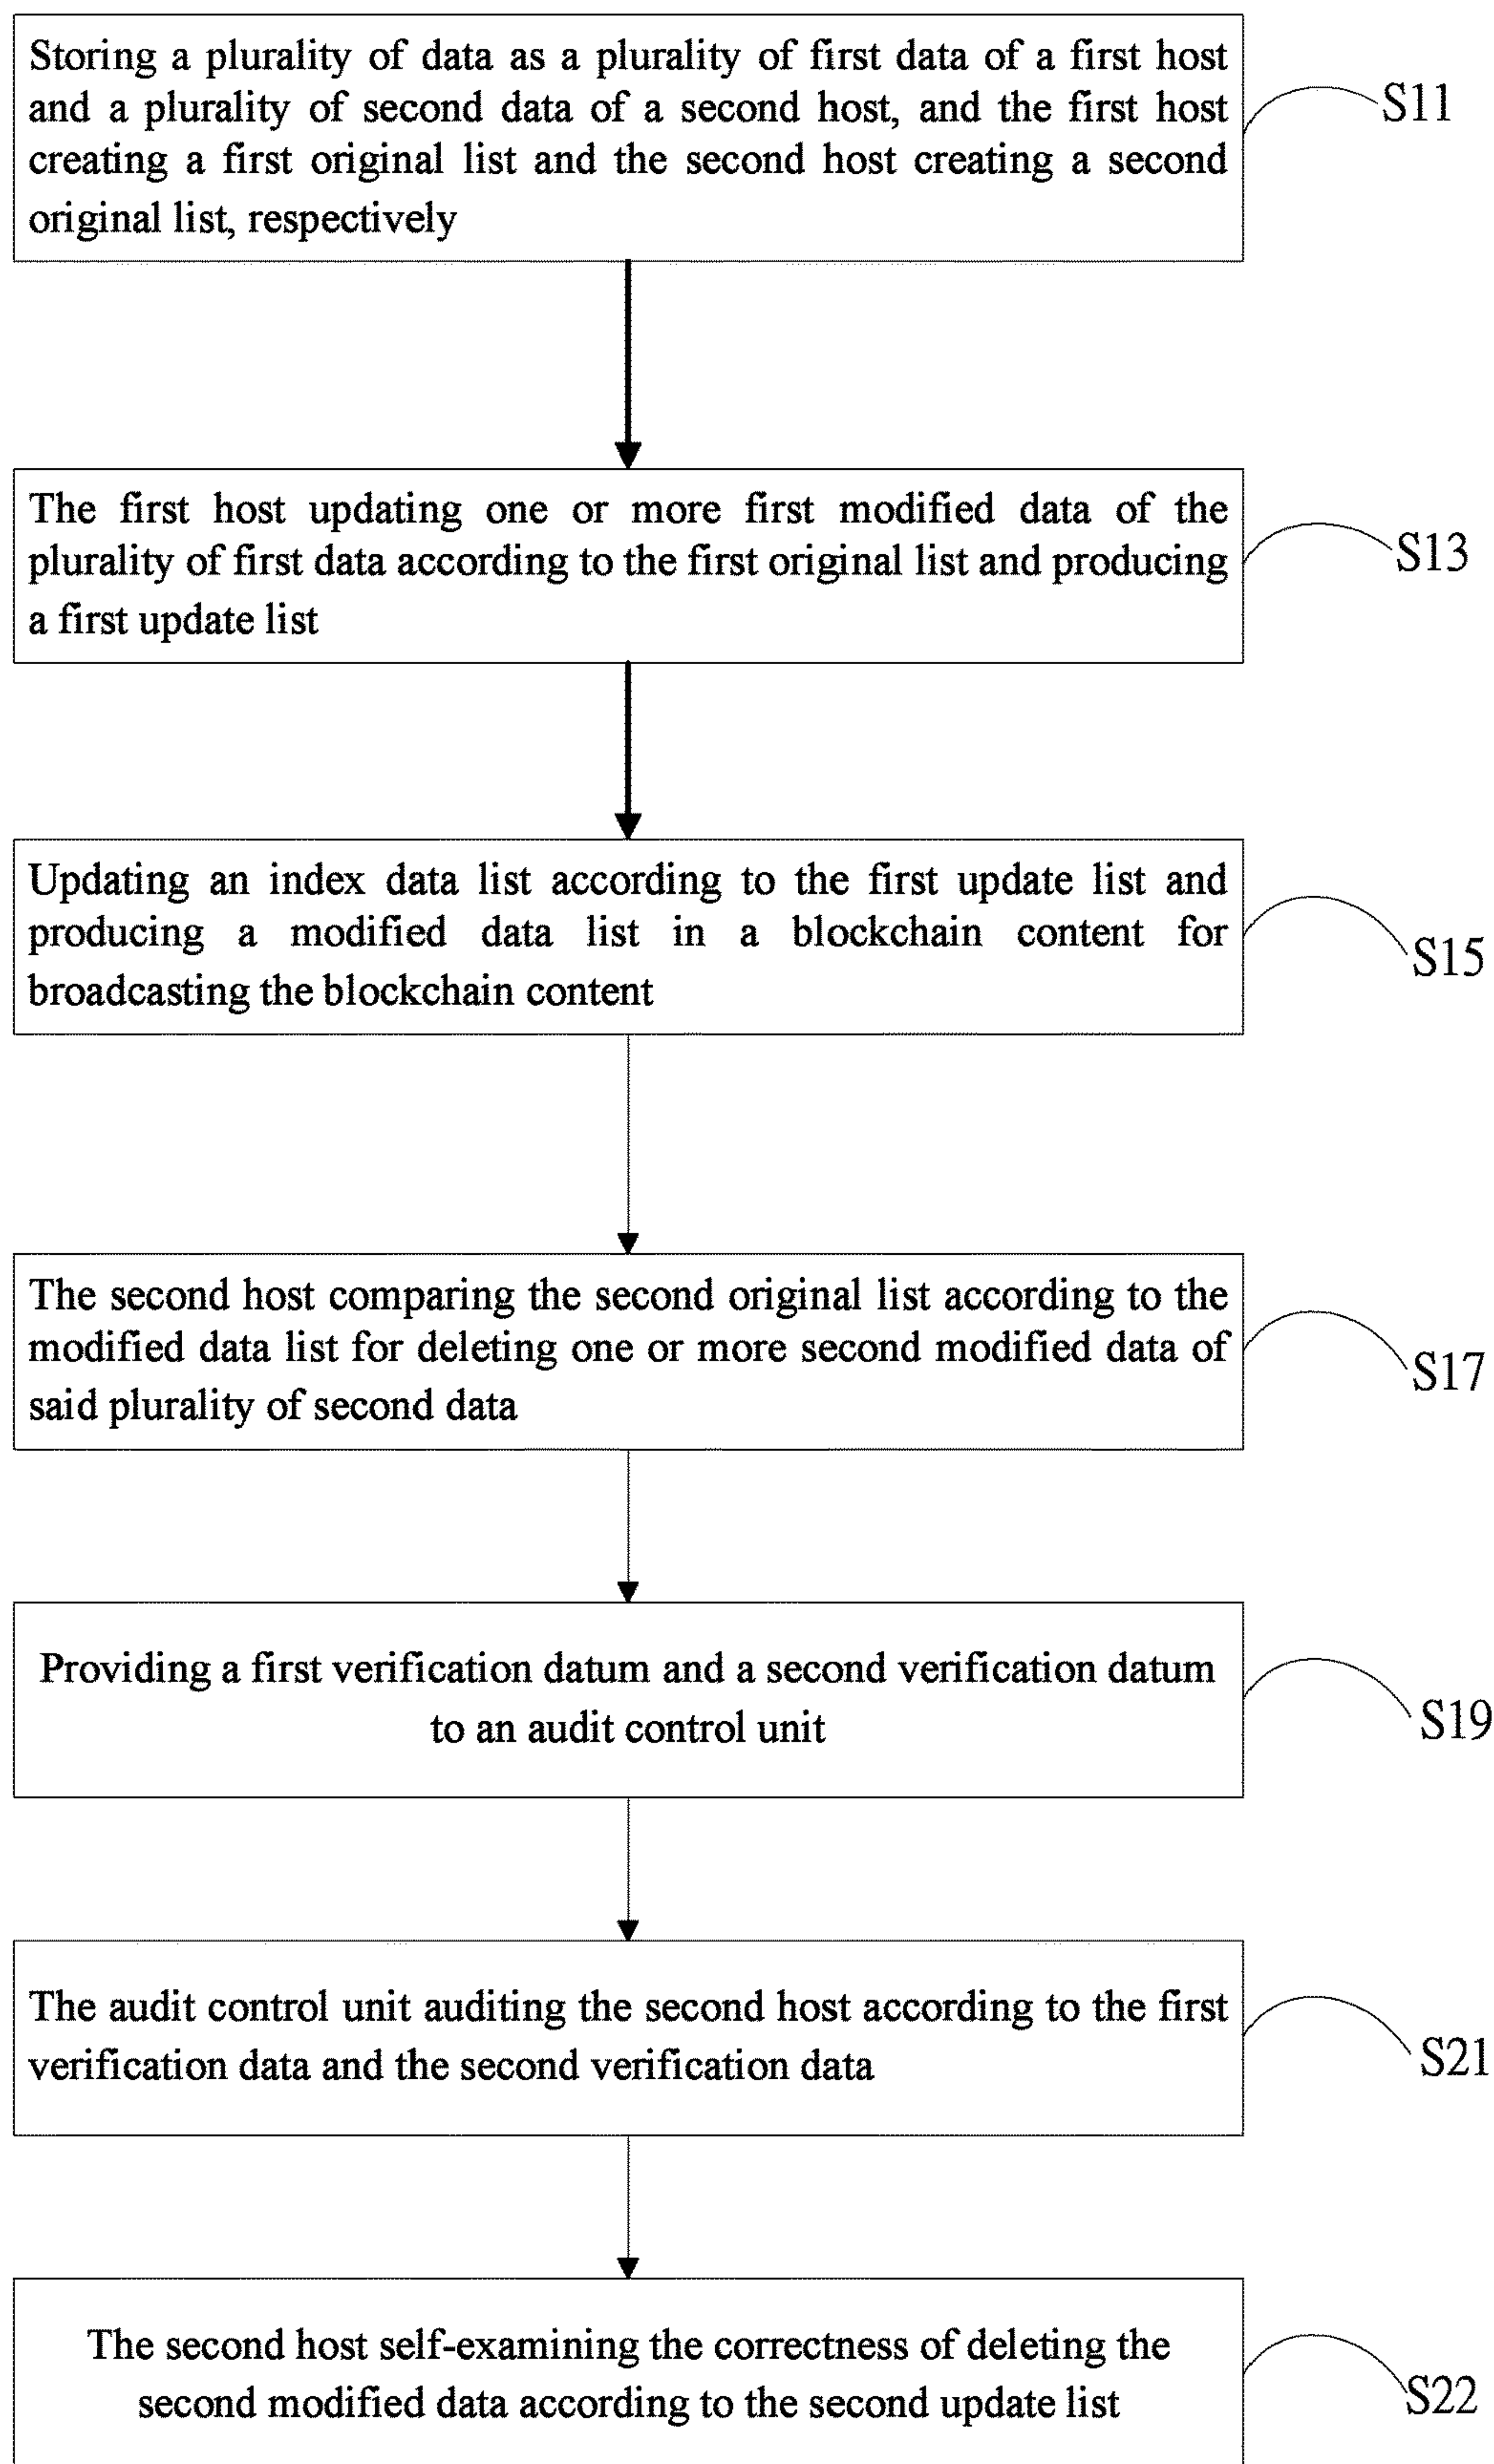 Storing a plurality of data as a plurality of first data of a first host
and a plurality of second data of a second host, and the first host
creating a first original list and the second host creating a second
original list, respectively
S11
The first host updating one or more first modified data of the
plurality of first data according to the first original list and producing
a first update list
S13
Updating an index data list according to the first update list and
producing a modified data list in a blockchain content for
broadcasting the blockchain content
S15
The second host comparing the second original list according to the
modified data list for deleting one or more second modified data of
said plurality of second data
S17
Providing a first verification datum and a second verification datum
to an audit control unit
S19
The audit control unit auditing the second host according to the first
verification data and the second verification data
S21
The second host self-examining the correctness of deleting the
second modified data according to the second update list
S22